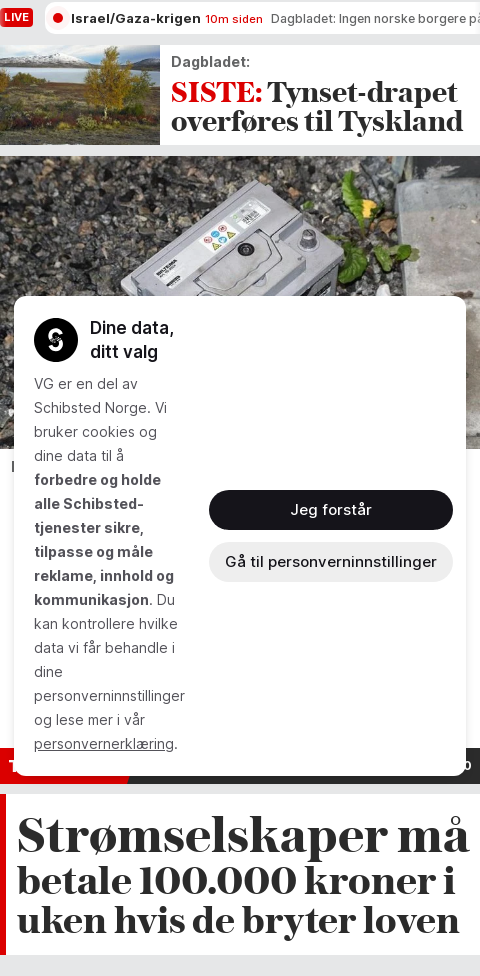 LIVE
Israel/Gaza-krigen 10m siden Dagbladet: Ingen norske borgere på
Dagbladet:
SISTE: Tynset-drapet
overføres til Tyskland
Dine data,
ditt valg
VG er en del av
Schibsted Norge. Vi
bruker cookies og
dine data til å
forbedre og holde
alle Schibsted-
tjenester sikre,
tilpasse og måle
reklame, innhold og
kommunikasjon. Du
kan kontrollere hvilke
data vi får behandle i
dine
personverninnstillinger
og lese mer i vår
personvernerklæring.
Jeg forstår
Gå til personverninnstillinger
Strømselskaper må
betale 100.000 kroner i
uken hvis de bryter loven